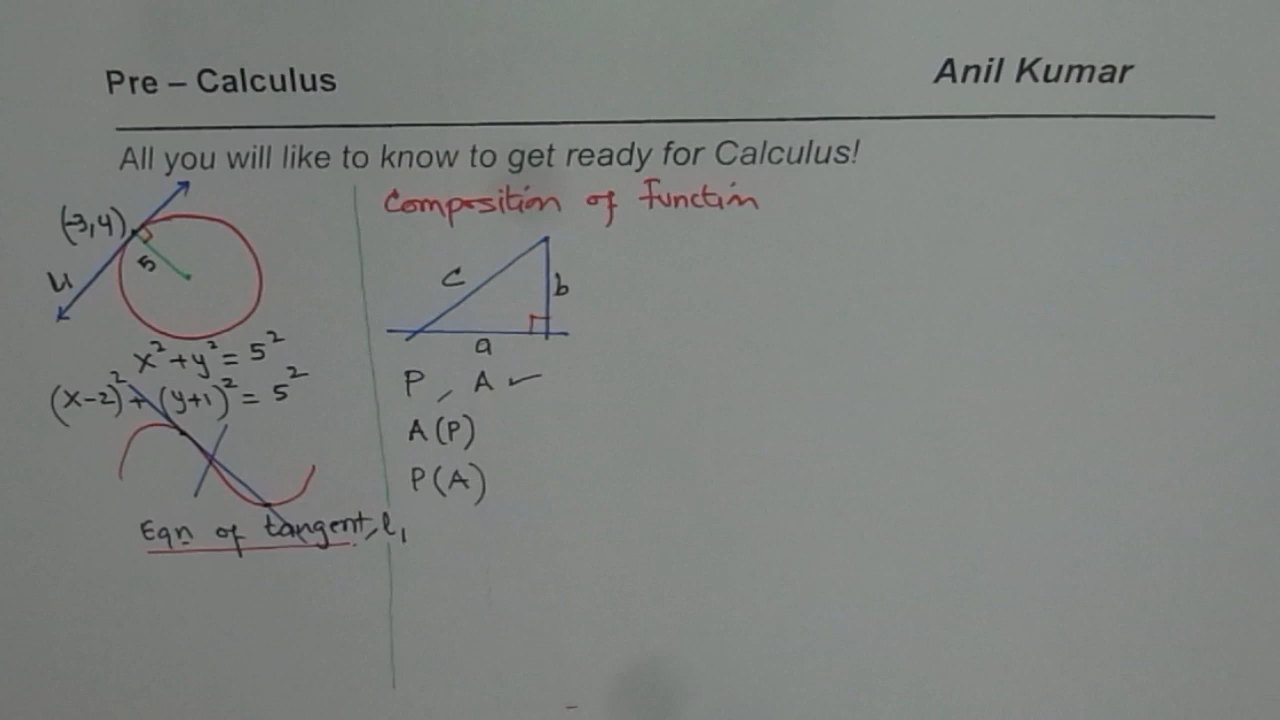 Pre – Calculus
Anil Kumar
All you will like to know to get ready for Calculus!
(-3,4)
5
x² + y² = 5²
(x-2)² + (y+1)² = 5²
Eqn of tangent, l₁
Composition of Function
c
b
a
P, A ✓
A(P)
P(A)